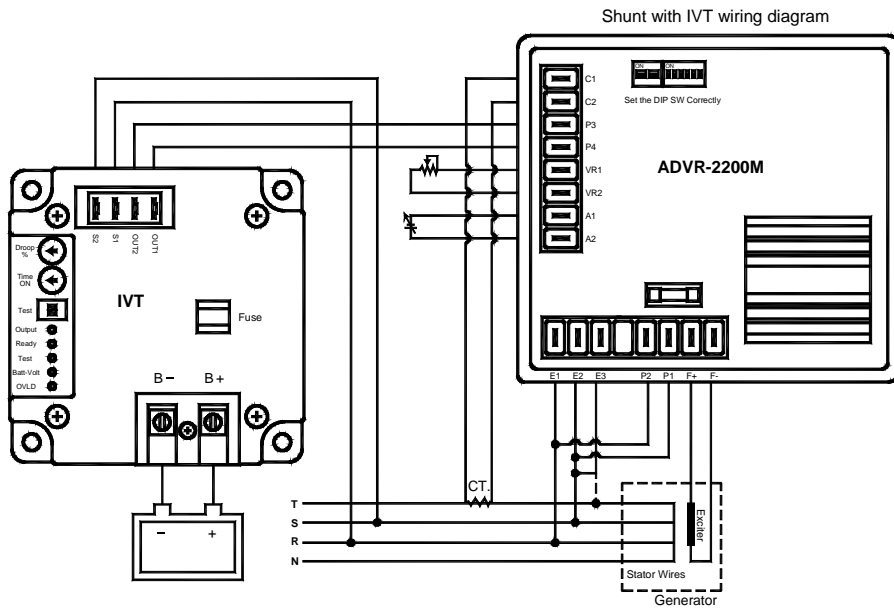 Shunt with IVT wiring diagram
ON
ON
Set the DIP SW Correctly
C1
C2
P3
P4
VR1
VR2
A1
A2
ADVR-2200M
S2
S1
OUT2
OUT1
Droop
%
Time
ON
Test
Output
Ready
Test
Batt-Volt
OVLD
IVT
Fuse
B−
B+
E1
E2
E3
P2
P1
F+
F-
CT.
T
S
R
N
− +
Exciter
Stator Wires
Generator